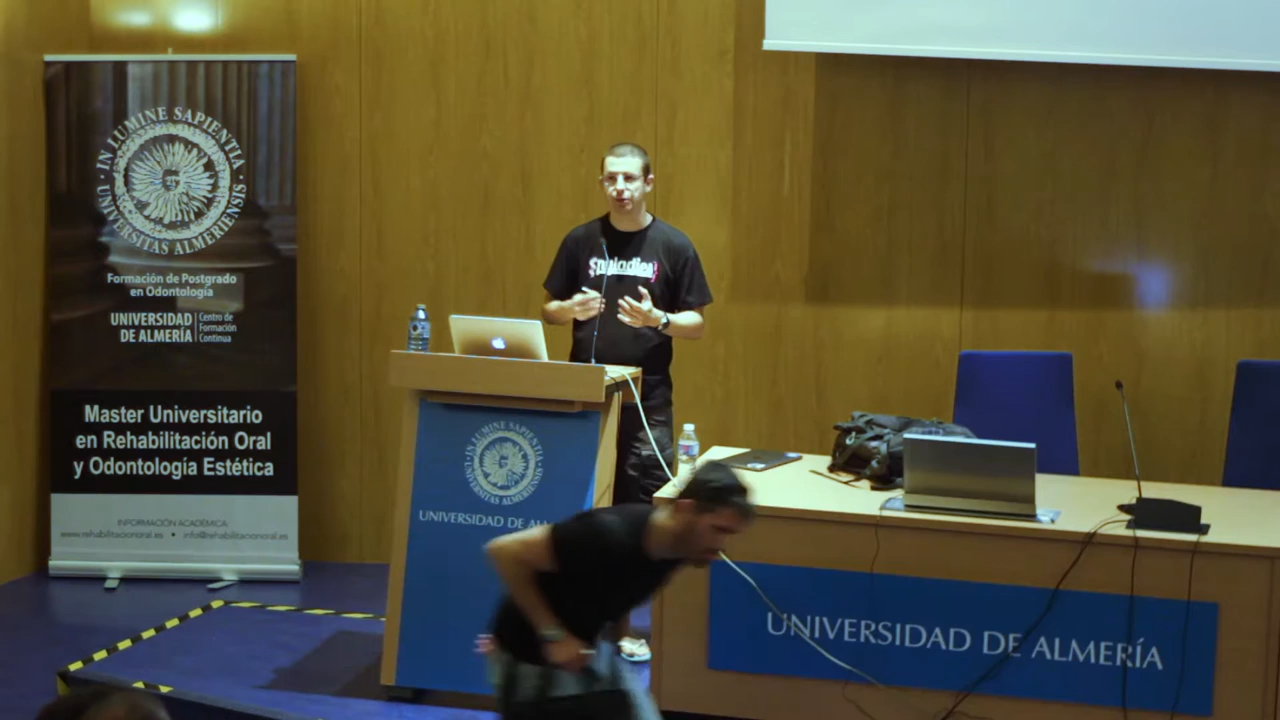 · IN LUMINE SAPIENTIA · UNIVERSITAS ALMERIENSIS
Formación de Postgrado
en Odontología
UNIVERSIDAD
DE ALMERÍA
Centro de
Formación
Continua
Master Universitario
en Rehabilitación Oral
y Odontología Estética
INFORMACIÓN ACADÉMICA:
www.rehabilitacionoral.es • info@rehabilitacionoral.es
IN LUMINE SAPIENTIA · UNIVERSITAS ALMERIENSIS
UNIVERSIDAD DE
UNIVERSIDAD DE ALMERÍA